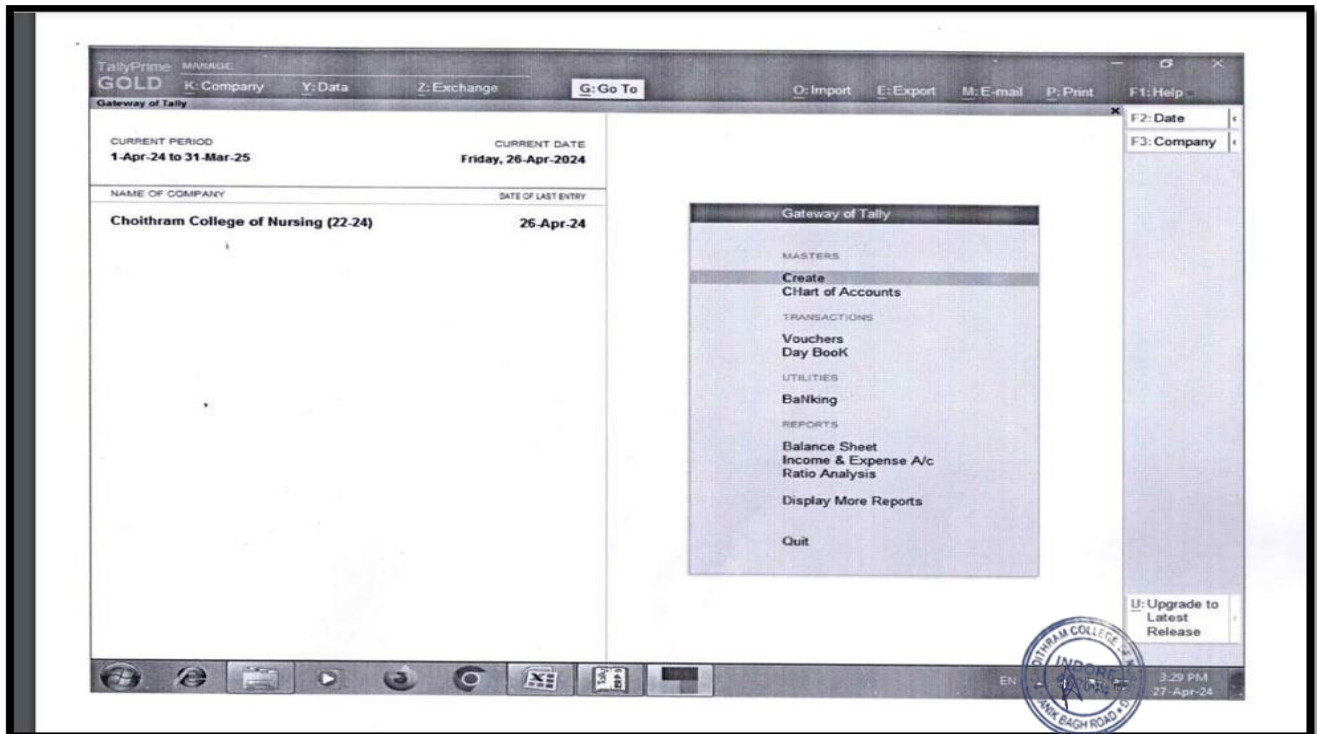 TallyPrime MANAGE
GOLD K: Company Y: Data Z: Exchange G: Go To O: Import E: Export M: E-mail P: Print F1: Help
Gateway of Tally
F2: Date
F3: Company
CURRENT PERIOD CURRENT DATE
1-Apr-24 to 31-Mar-25 Friday, 26-Apr-2024
NAME OF COMPANY DATE OF LAST ENTRY
Choithram College of Nursing (22-24) 26-Apr-24
Gateway of Tally
MASTERS
Create
CHart of Accounts
TRANSACTIONS
Vouchers
Day BooK
UTILITIES
BaNking
REPORTS
Balance Sheet
Income & Expense A/c
Ratio Analysis
Display More Reports
Quit
U: Upgrade to
Latest
Release
COLLEGE
INDORE
BAGH ROAD
EN
3:29 PM
27-Apr-24